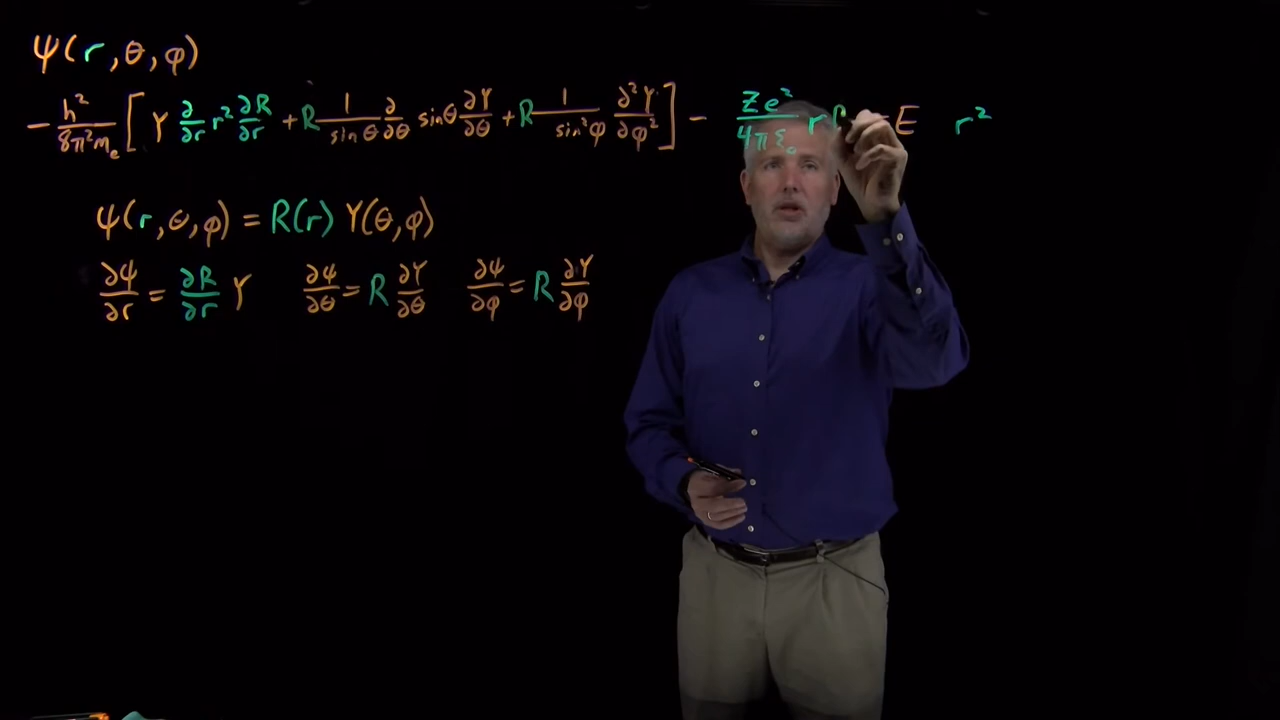 ψ(r,θ,φ)
- h²/8π²mₑ [ Y ∂/∂r r² ∂R/∂r + R 1/sinθ ∂/∂θ sinθ ∂Y/∂θ + R 1/sin²φ ∂²Y/∂φ² ] - Ze²/4πε₀ r = E r²
ψ(r,θ,φ) = R(r) Y(θ,φ)
∂ψ/∂r = ∂R/∂r Y ∂ψ/∂θ = R ∂Y/∂θ ∂ψ/∂φ = R ∂Y/∂φ